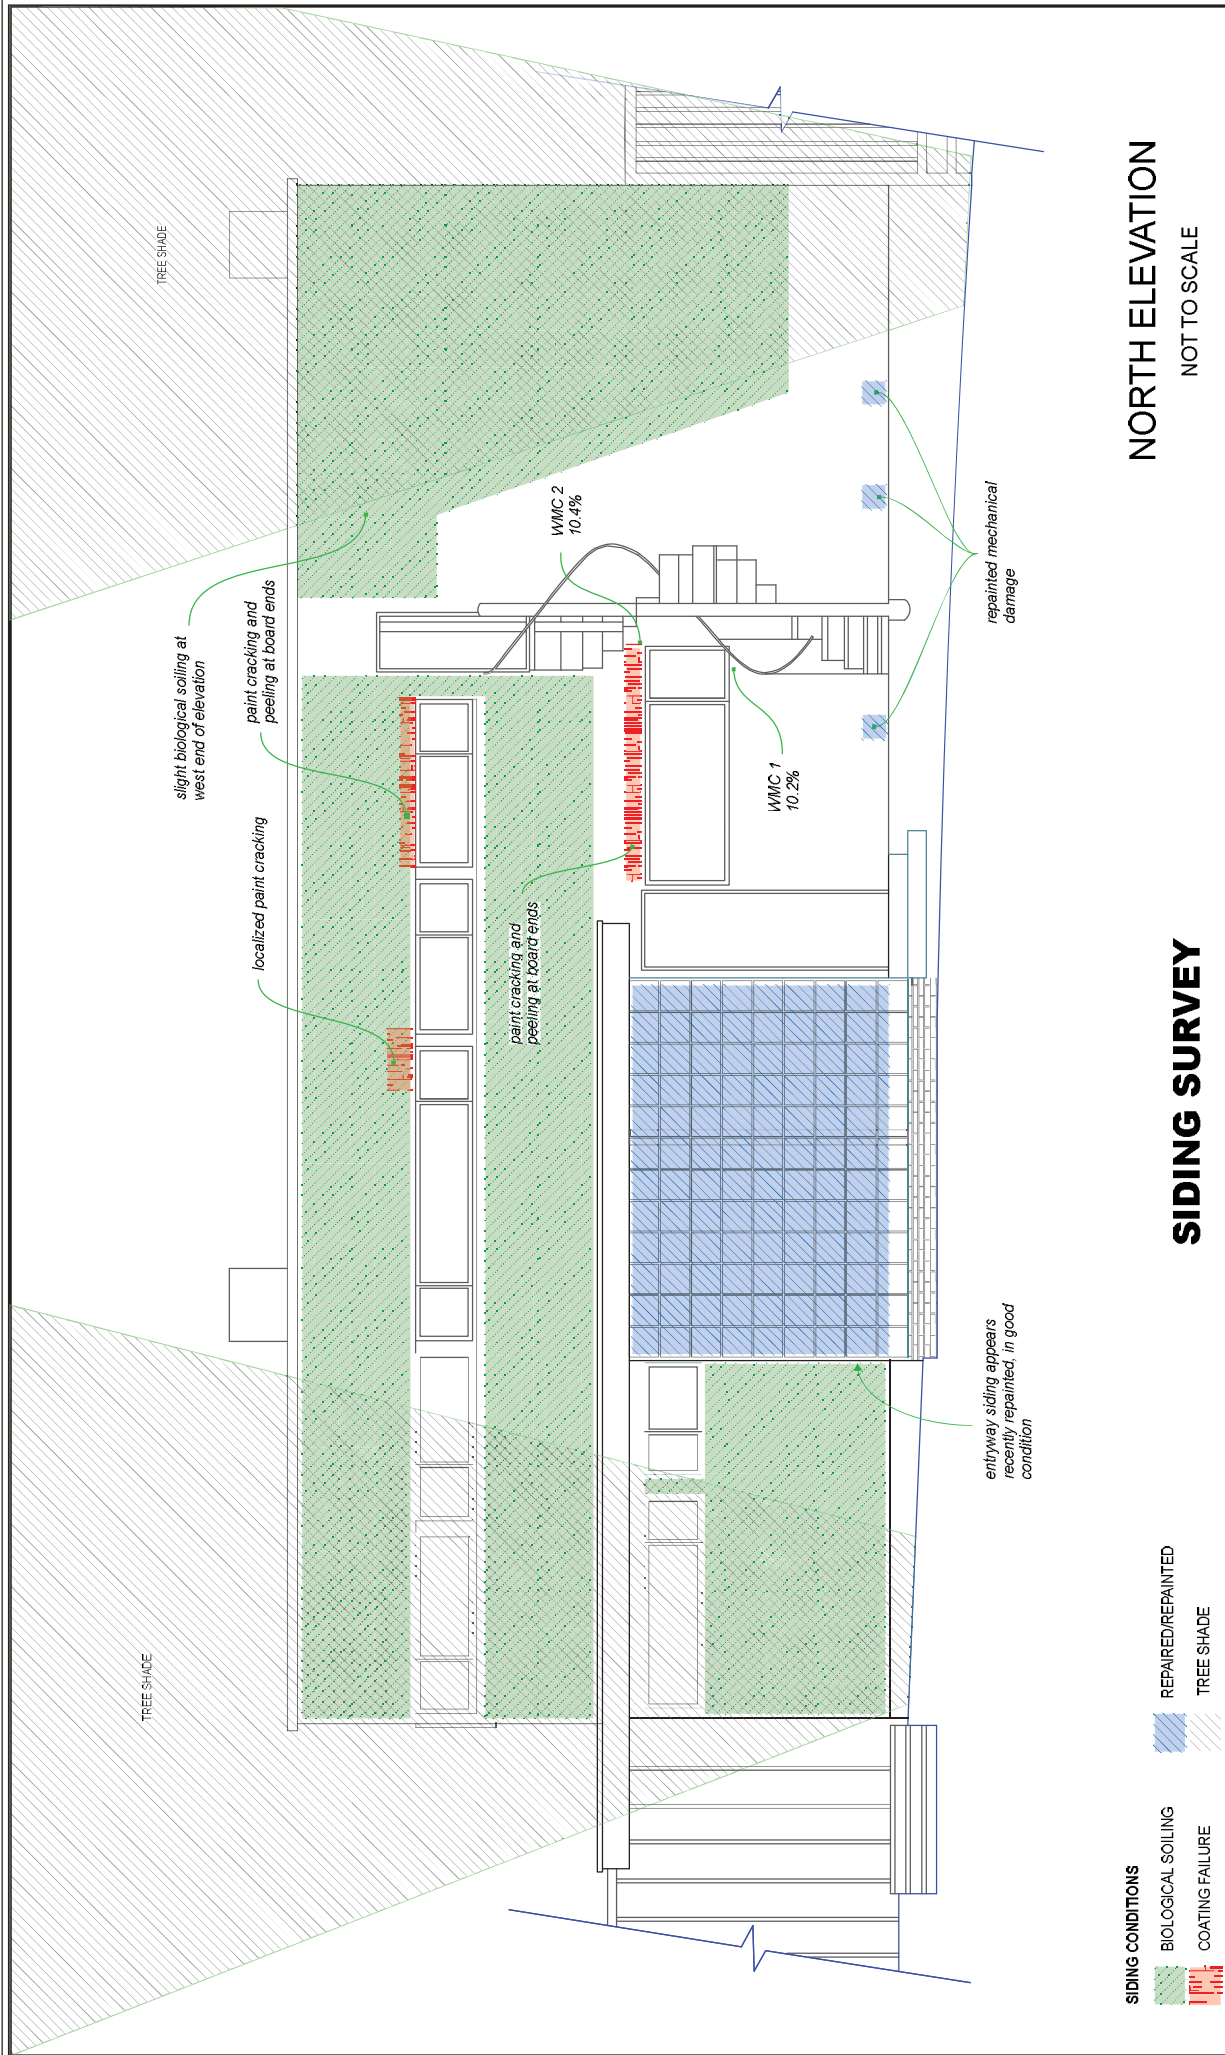 TREE SHADE
TREE SHADE
slight biological soiling at
west end of elevation
localized paint cracking
paint cracking and
peeling at board ends
paint cracking and
peeling at board ends
WMC 2
10.4%
WMC 1
10.2%
entryway siding appears
recently repainted, in good
condition
repainted mechanical
damage
SIDING CONDITIONS
BIOLOGICAL SOILING
COATING FAILURE
REPAIRED/REPAINTED
TREE SHADE
SIDING SURVEY
NORTH ELEVATION
NOT TO SCALE